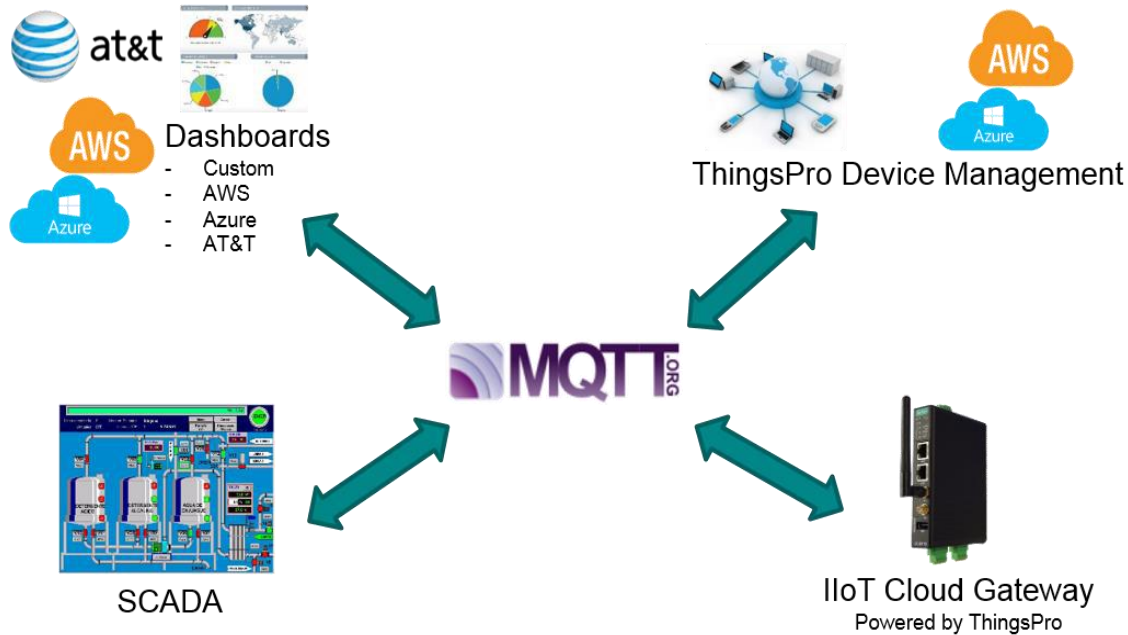 at&t
AWS
Azure
Dashboards
- Custom
- AWS
- Azure
- AT&T
AWS
Azure
ThingsPro Device Management
MQTT.ORG
SCADA
IIoT Cloud Gateway
Powered by ThingsPro